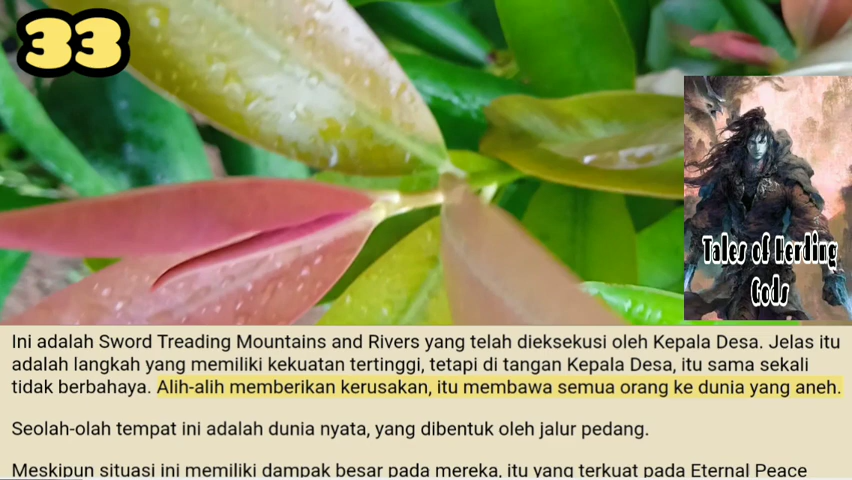 33
Tales of Herding
Gods
Ini adalah Sword Treading Mountains and Rivers yang telah dieksekusi oleh Kepala Desa. Jelas itu
adalah langkah yang memiliki kekuatan tertinggi, tetapi di tangan Kepala Desa, itu sama sekali
tidak berbahaya. Alih-alih memberikan kerusakan, itu membawa semua orang ke dunia yang aneh.
Seolah-olah tempat ini adalah dunia nyata, yang dibentuk oleh jalur pedang.
Meskipun situasi ini memiliki dampak besar pada mereka, itu yang terkuat pada Eternal Peace